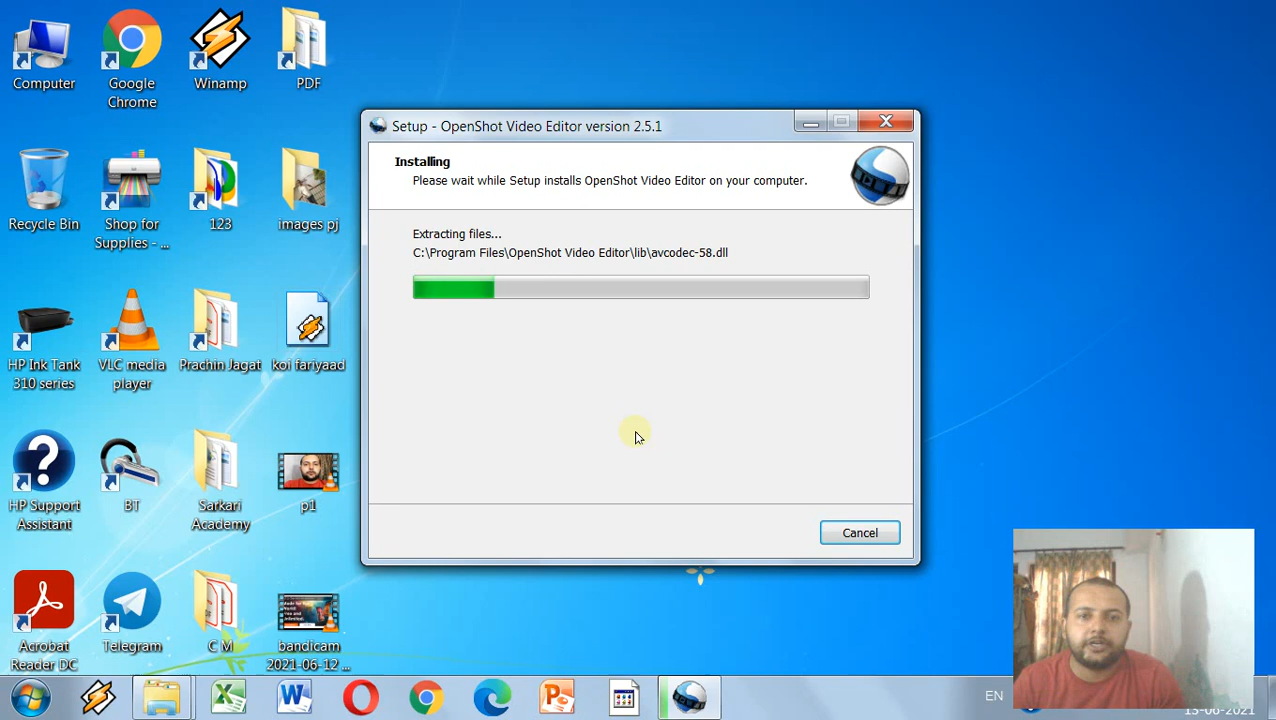 Computer
Google
Chrome
Winamp
PDF
Recycle Bin
Shop for
Supplies - ...
123
images pj
HP Ink Tank
310 series
VLC media
player
Prachin Jagat
koi fariyaad
HP Support
Assistant
BT
Sarkari
Academy
p1
Acrobat
Reader DC
Telegram
C M
bandicam
2021-06-12 ...
Setup - OpenShot Video Editor version 2.5.1
Installing
Please wait while Setup installs OpenShot Video Editor on your computer.
Extracting files...
C:\Program Files\OpenShot Video Editor\lib\avcodec-58.dll
Cancel
EN
13-06-2021